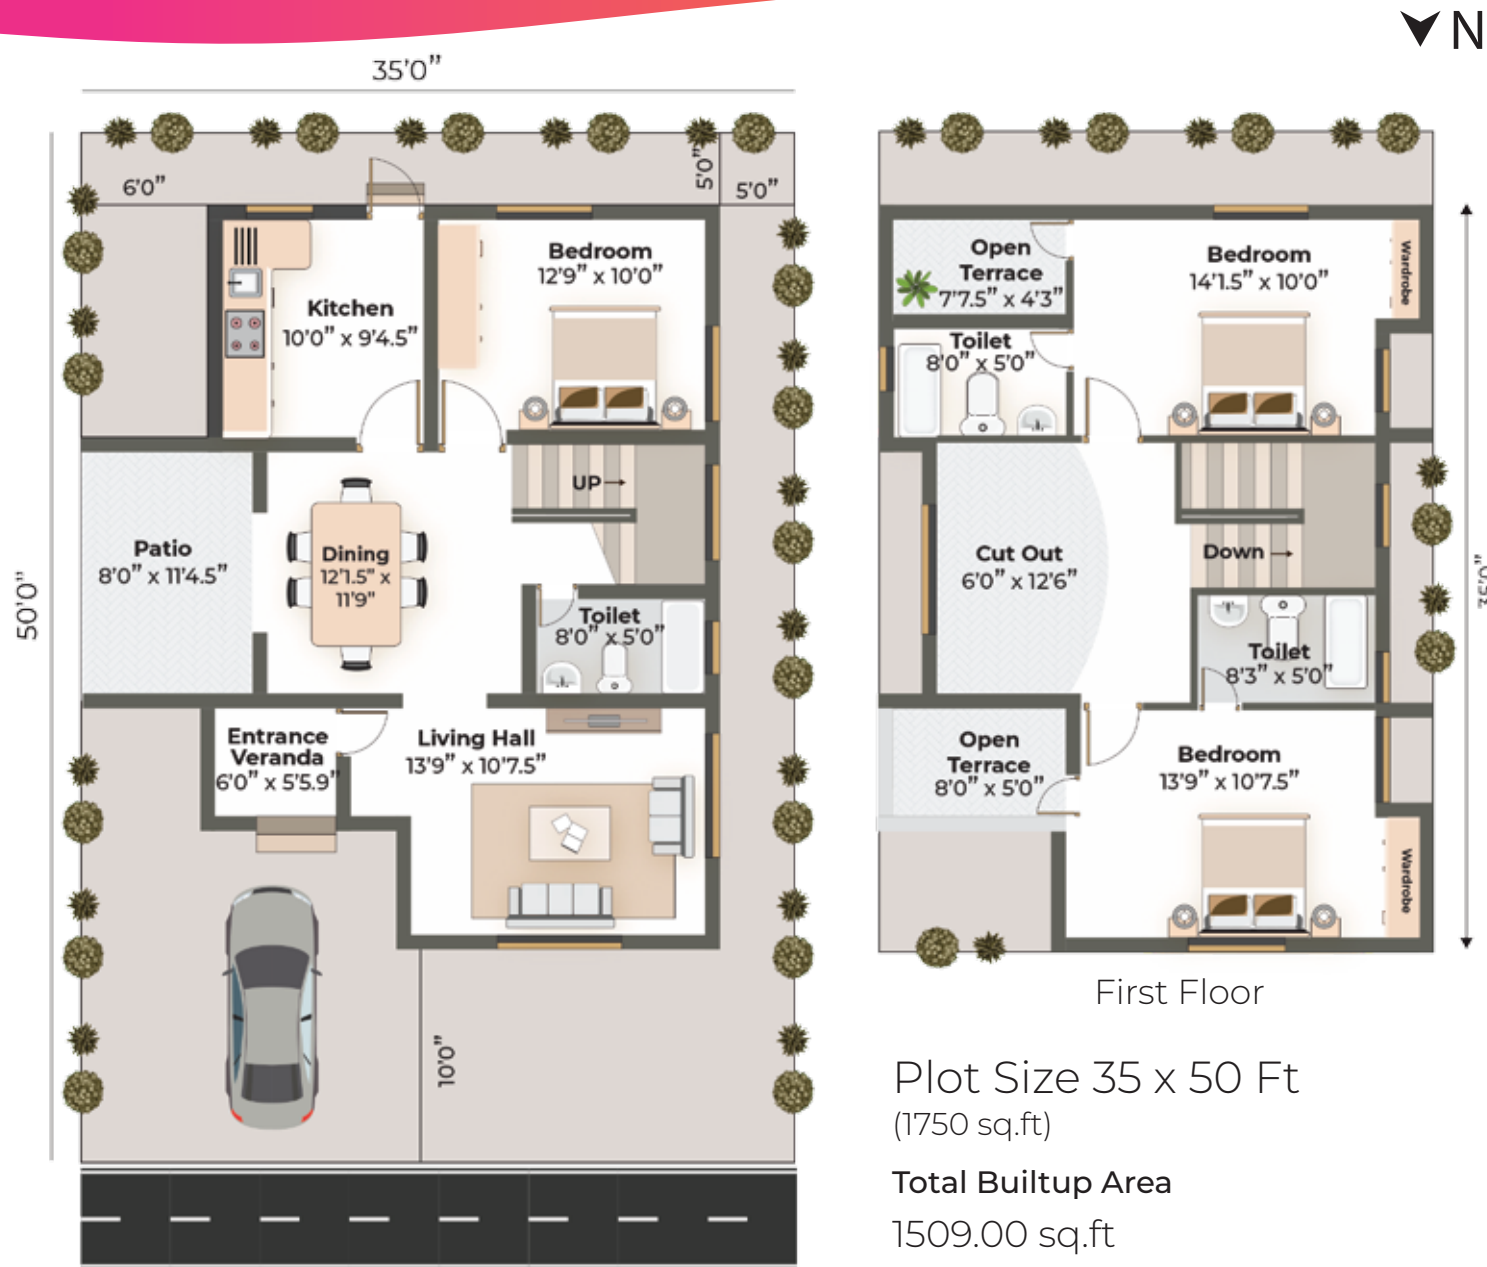 N
35'0”
6'0”
5'0”
5'0”
50'0”
Kitchen
10'0” x 9'4.5”
Bedroom
12'9” x 10'0”
UP
Patio
8'0” x 11'4.5”
Dining
12'1.5” x
11'9"
Toilet
8'0” x 5'0”
Entrance
Veranda
6'0” x 5'5.9”
Living Hall
13'9” x 10'7.5”
10'0”
Open
Terrace
7'7.5” x 4'3”
Bedroom
14'1.5” x 10'0”
Wardrobe
Toilet
8'0” x 5'0”
Cut Out
6'0” x 12'6”
Down
Toilet
8'3” x 5'0”
Open
Terrace
8'0” x 5'0”
Bedroom
13'9” x 10'7.5”
Wardrobe
First Floor
Plot Size 35 x 50 Ft
(1750 sq.ft)
Total Builtup Area
1509.00 sq.ft